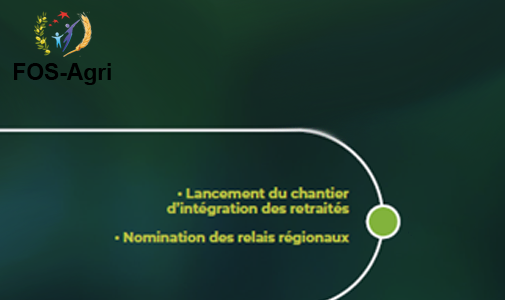 FOS-Agri
• Lancement du chantier
d'intégration des retraités
• Nomination des relais régionaux